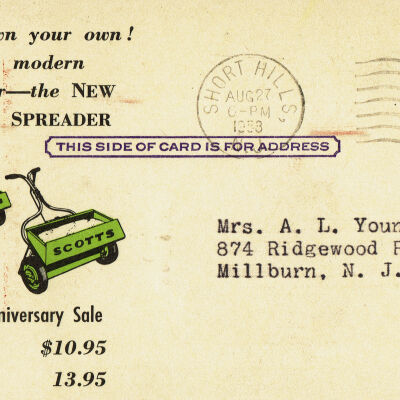 wn your own!
modern
r—the NEW
SPREADER
SHORT HILLS,
AUG 27
6-PM
THIS SIDE OF CARD IS FOR ADDRESS
SCOTTS
Mrs. A. L. Youn
874 Ridgewood
Millburn, N. J.
niversary Sale
$10.95
13.95